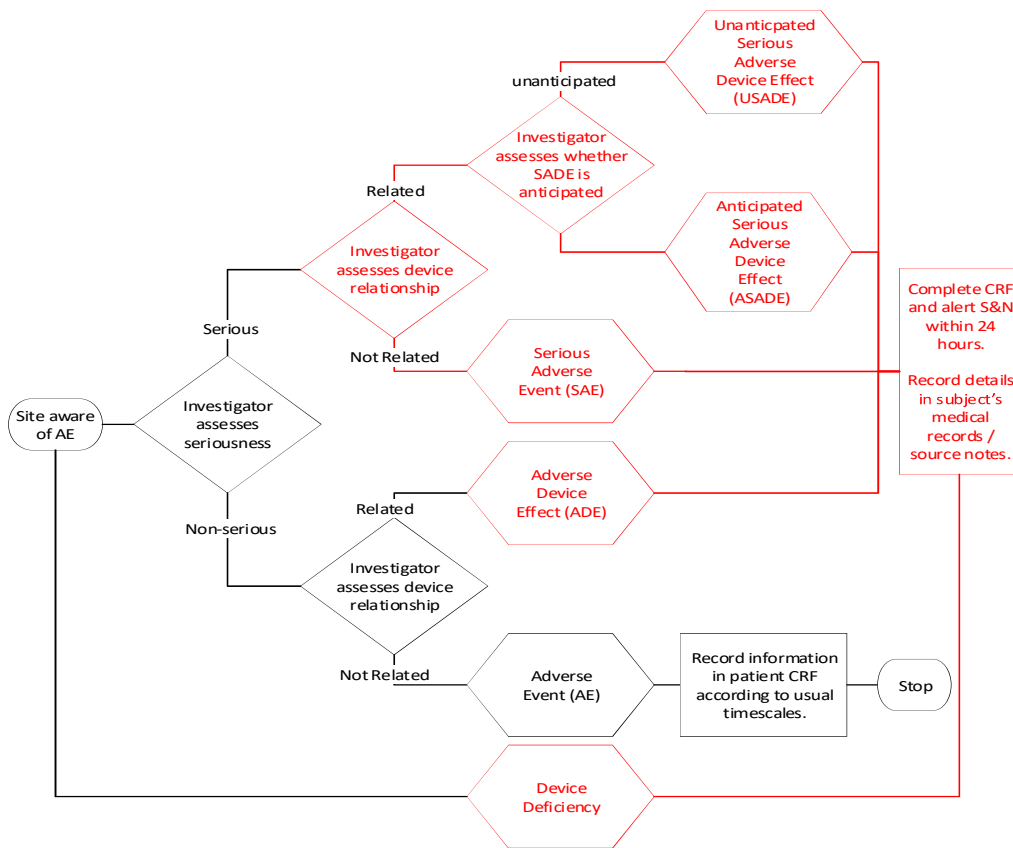 Unanticpated
Serious
Adverse
Device Effect
(USADE)
unanticipated
Investigator
assesses whether
SADE is
anticipated
Related
Anticipated
Serious
Adverse
Device
Effect
(ASADE)
Investigator
assesses device
relationship
Complete CRF
and alert S&N
within 24
hours.
Record details
in subject's
medical
records /
source notes.
Serious
Not Related
Serious
Adverse
Event (SAE)
Site aware
of AE
Investigator
assesses
seriousness
Adverse
Device
Effect (ADE)
Related
Non-serious
Investigator
assesses device
relationship
Not Related
Adverse
Event (AE)
Record information
in patient CRF
according to usual
timescales.
Stop
Device
Deficiency